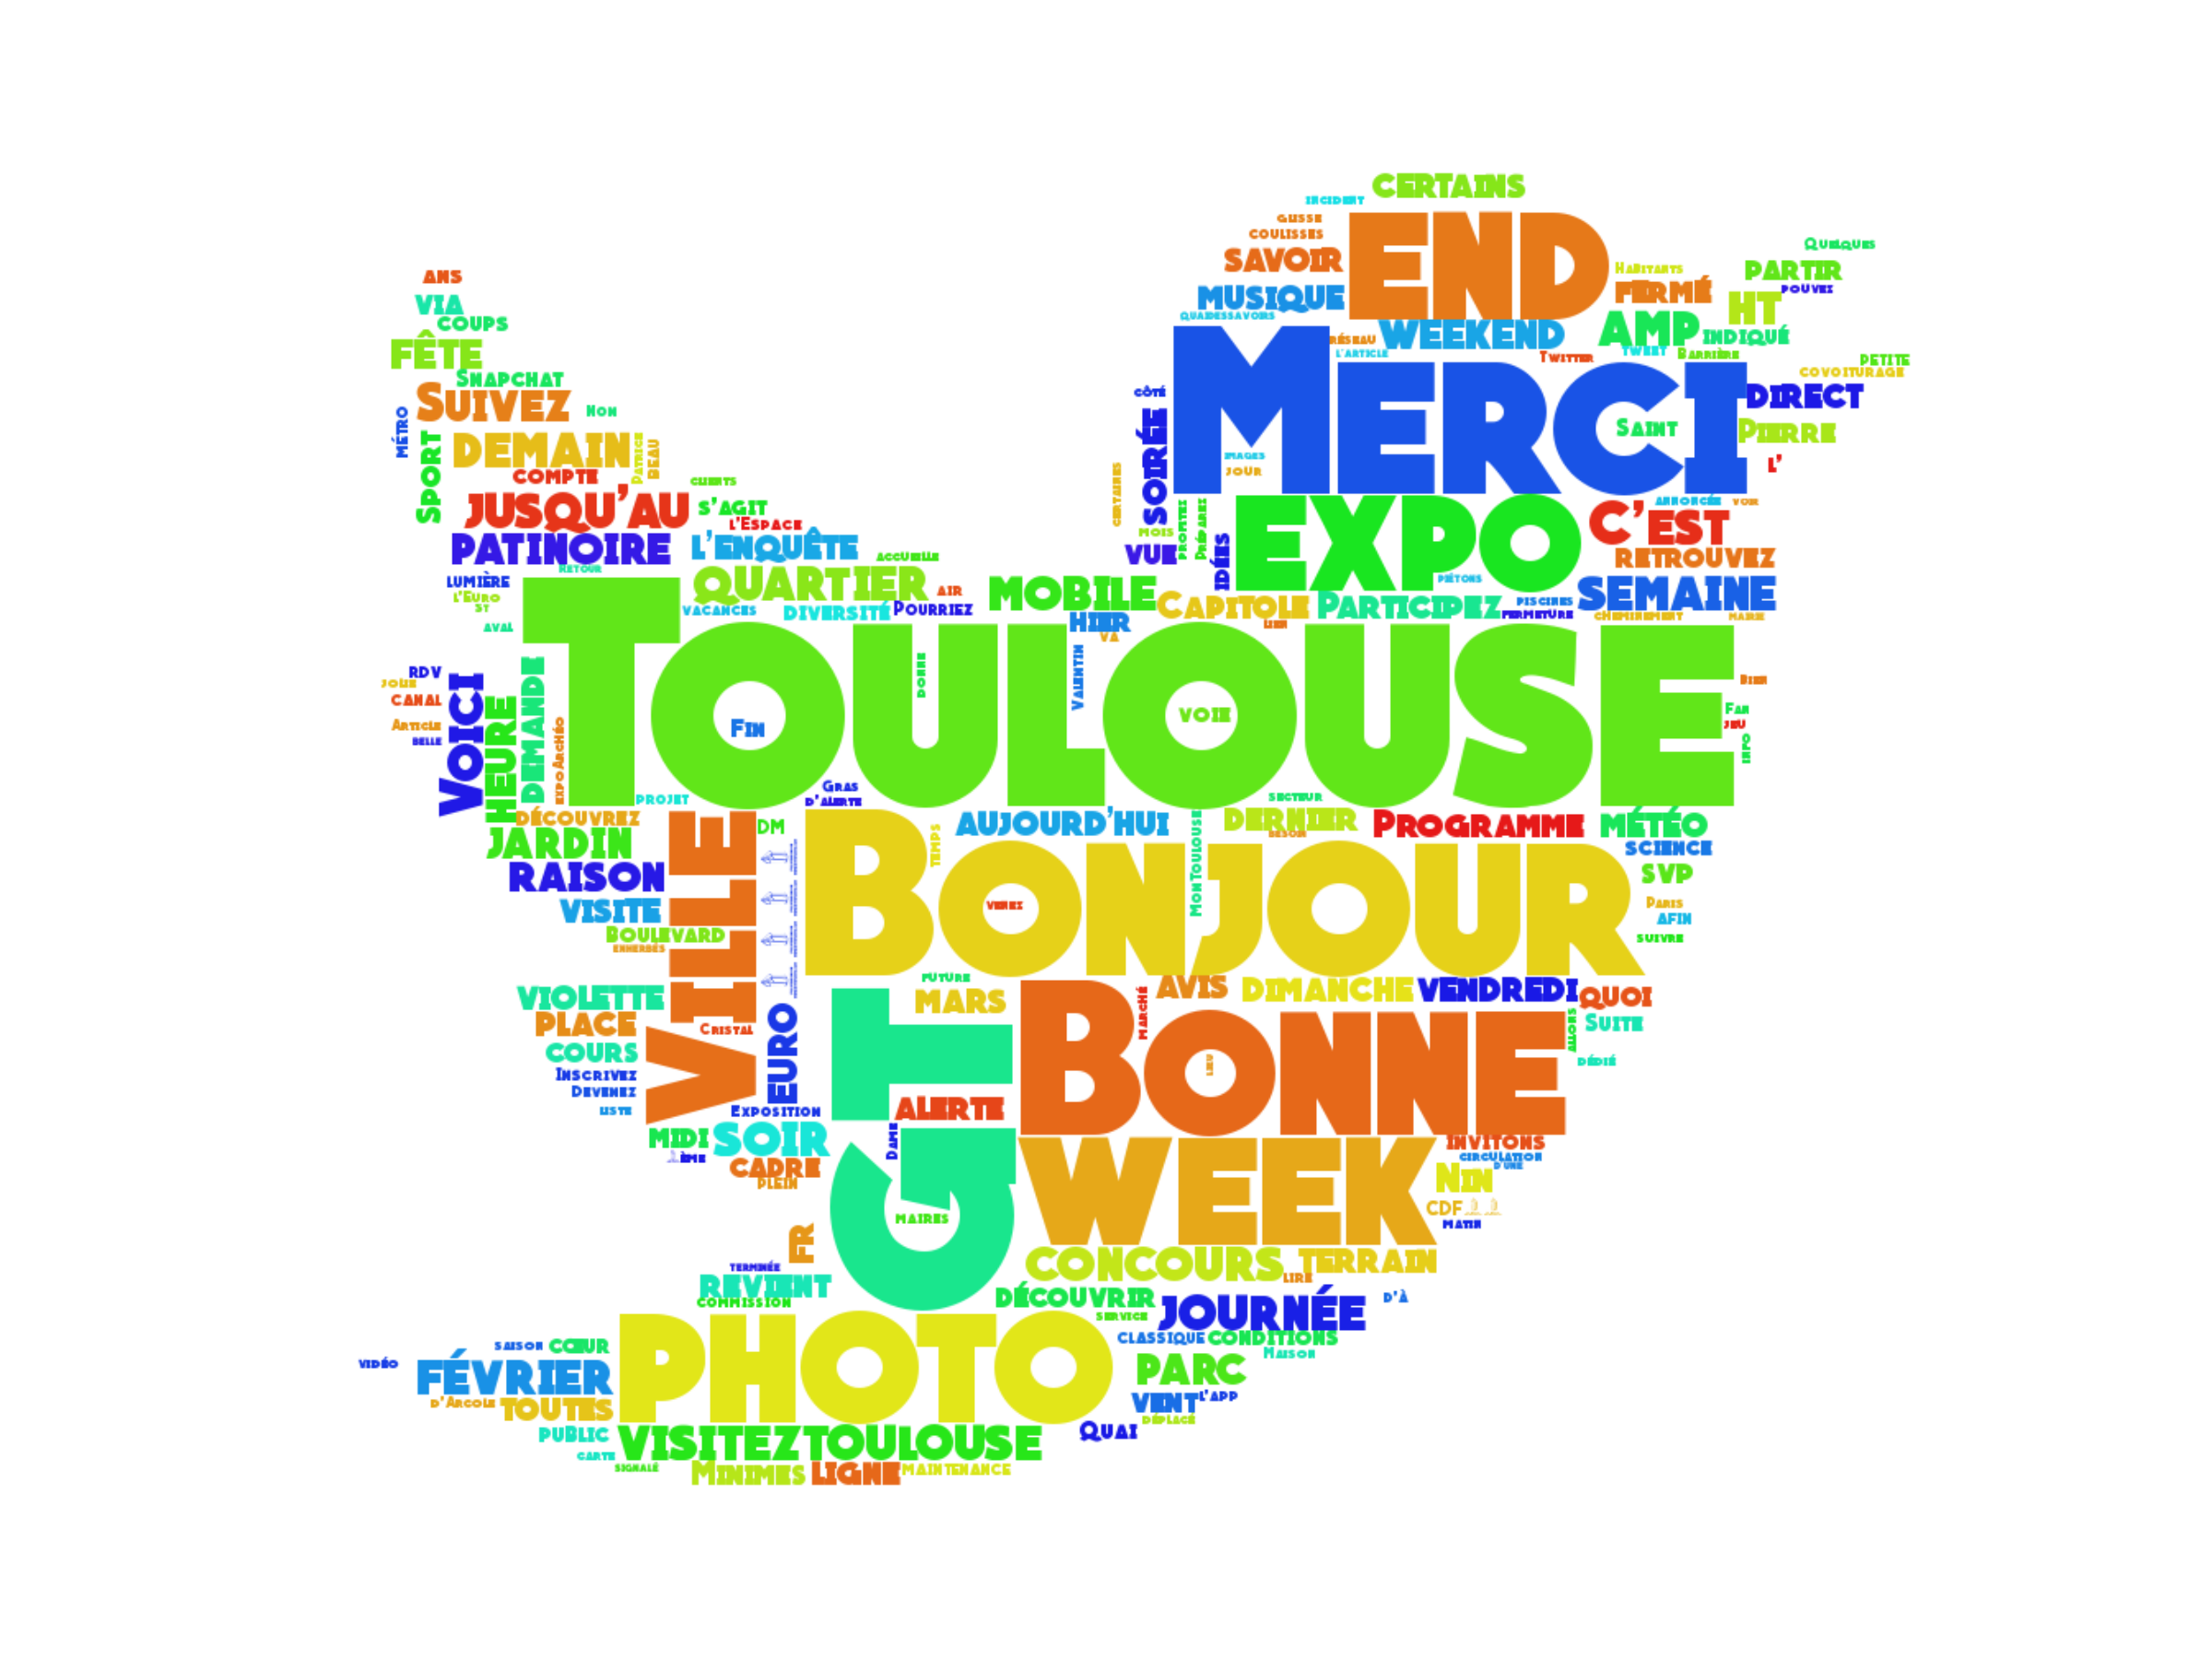 CERTAINS
INCIDENT
GLISSE
COULISSES
END
SAVOIR
QUELQUES
HABITANTS
PARTIR
ANS
POUVEZ
FERMÉ
MUSIQUE
VIA
HT
QUAIDESSAVOIRS
COUPS
AMP
WEEKEND
INDIQUÉ
RÉSEAU
FÊTE
L'ARTICLE
TWITTER
TWEET
BARRIÈRE
PETITE
COVOITURAGE
SNAPCHAT
MERCI
CÔTÉ
DIRECT
SUIVEZ
NON
MÉTRO
SAINT
PIERRE
DEMAIN
PATRICE
BEAU
SPORT
IMAGES
JOUR
SOIRÉE
L'
COMPTE
CLIENTS
CERTAINES
JUSQU'AU
S'AGIT
ANNONCÉE
VOIR
L'ESPACE
C'EST
EXPO
MOIS
PROFITEZ
PRÉPAREZ
PATINOIRE
L'ENQUÊTE
ACCUEILLE
VUE
IDÉES
RETROUVEZ
RETOUR
LUMIÈRE
QUARTIER
AIR
MOBILE
PIÉTONS
SEMAINE
L'EURO
ST
VACANCES
DIVERSITÉ
POURRIEZ
CAPITOLE
PARTICIPEZ
PISCINES
FERMETURE
CHEMINEMENT
MAIRIE
AVAL
HIER
VA
LIEN
TOULOUSE
RDV
JOLIE
CANAL
ARTICLE
BELLE
VOICI
HEURE
DEMANDE
EXPOARCHÉO
DONNE
VALENTIN
FIN
VOIE
BIEN
FAN
JEU
INFO
PROJET
GRAS
D'ALERTE
SECTEUR
DÉCOUVREZ
JARDIN
DM
AUJOURD'HUI
DERNIER
BESOIN
PROGRAMME
MÉTÉO
TEMPS
MONTOULOUSE
SCIENCE
RAISON
VILLE
BONJOUR
VENEZ
SVP
VISITE
PARIS
AFIN
BOULEVARD
ENHERBÉS
SUIVRE
FUTURE
VIOLETTE
MARS
AVIS
DIMANCHE
VENDREDI
QUOI
PLACE
CRISTAL
MARCHÉ
SUITE
ALLONS
COURS
EURO
BONNE
LIEU
DÉDIÉ
INSCRIVEZ
DEVENEZ
LISTE
EXPOSITION
ALERTE
TG
MIDI
SOIR
DAME
INVITONS
ÈME
CADRE
PLEIN
WEEK
CIRCULATION
D'UNE
NIN
MAIRES
CDF
MATIN
FR
TERMINÉE
REVIENT
COMMISSION
CONCOURS
TERRAIN
LIRE
DÉCOUVRIR
JOURNÉE
D'À
SERVICE
PHOTO
CLASSIQUE
CONDITIONS
MAISON
SAISON
CŒUR
VIDÉO
FÉVRIER
PARC
D'ARCOLE
TOUTES
VENT
L'APP
DÉPLACÉ
PUBLIC
VISITEZTOULOUSE
QUAI
CARTE
SIGNALÉ
MINIMES
LIGNE
MAINTENANCE